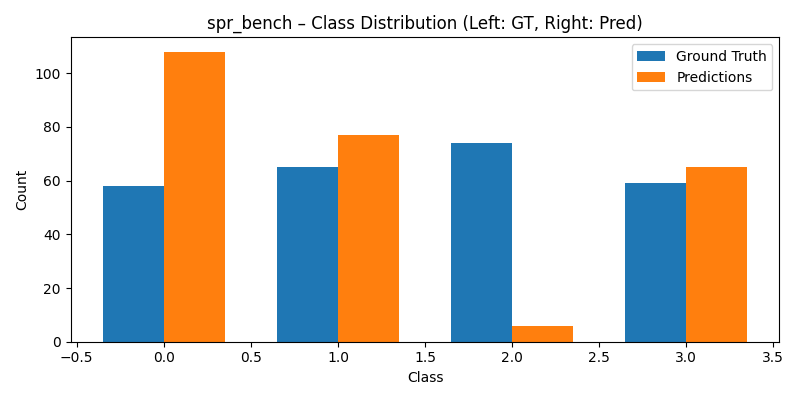 spr_bench – Class Distribution (Left: GT, Right: Pred)
Ground Truth
Predictions
Count
100
80
60
40
20
0
−0.5 0.0 0.5 1.0 1.5 2.0 2.5 3.0 3.5
Class